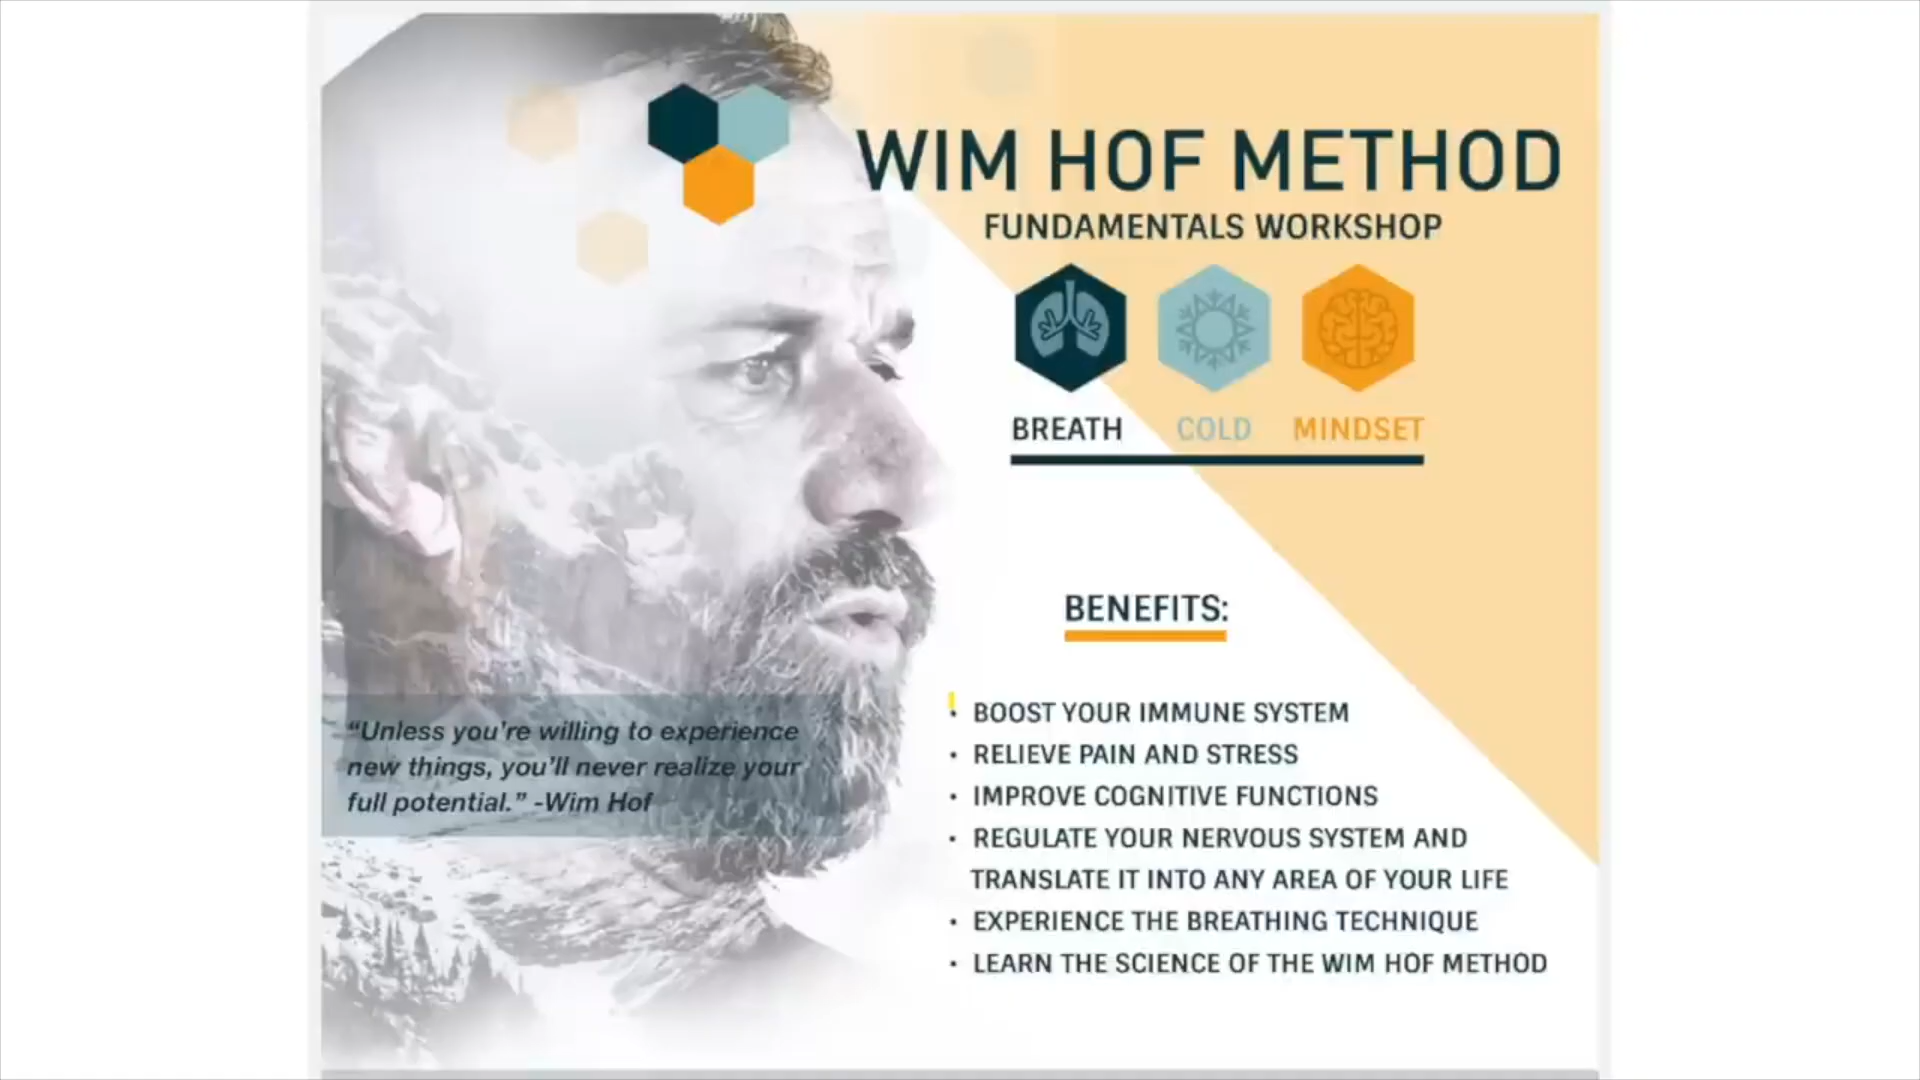 WIM HOF METHOD
FUNDAMENTALS WORKSHOP
BREATH COLD MINDSET
BENEFITS:
• BOOST YOUR IMMUNE SYSTEM
• RELIEVE PAIN AND STRESS
• IMPROVE COGNITIVE FUNCTIONS
• REGULATE YOUR NERVOUS SYSTEM AND
TRANSLATE IT INTO ANY AREA OF YOUR LIFE
• EXPERIENCE THE BREATHING TECHNIQUE
• LEARN THE SCIENCE OF THE WIM HOF METHOD
“Unless you’re willing to experience
new things, you’ll never realize your
full potential.” -Wim Hof